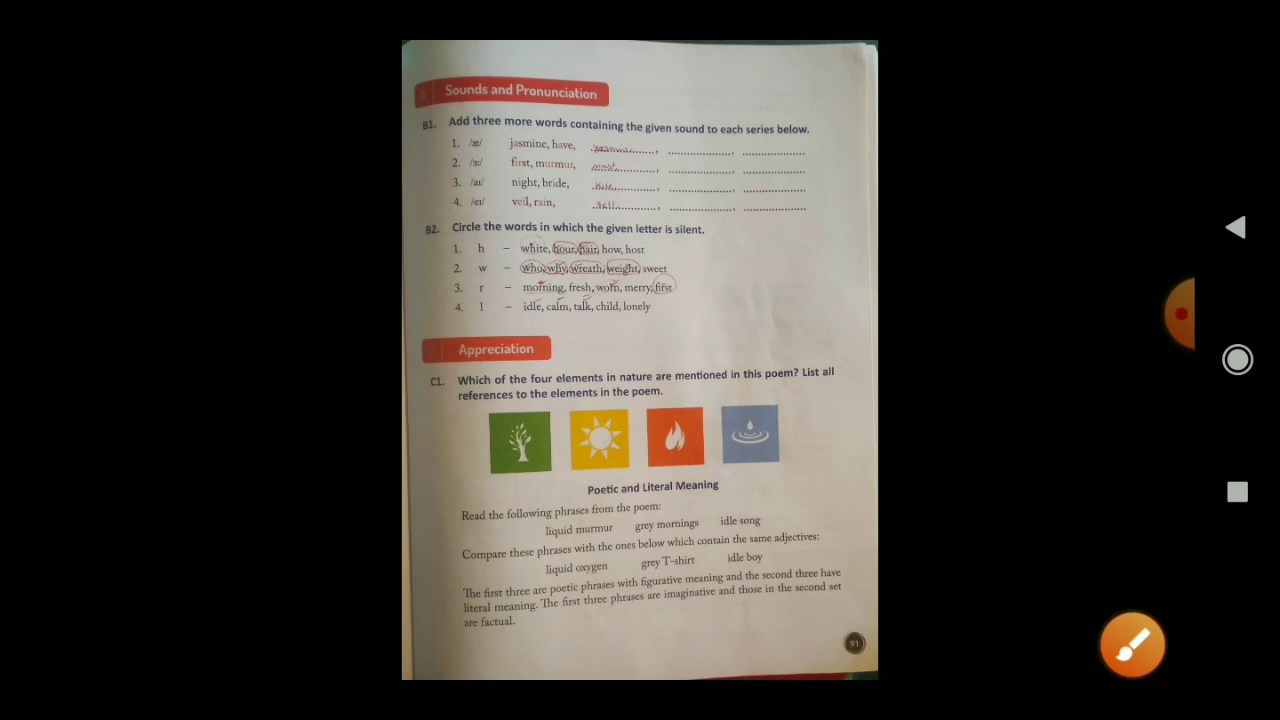 Sounds and Pronunciation
B1. Add three more words containing the given sound to each series below.
1. /æ/ jasmine, have,
2. /ɜː/ first, murmur,
3. /aɪ/ night, bride,
4. /eɪ/ veil, rain,
B2. Circle the words in which the given letter is silent.
1. h – white, hour, hair, how, host
2. w – who, why, wreath, weight, sweet
3. r – morning, fresh, worn, merry, first
4. l – idle, calm, talk, child, lonely
Appreciation
C1. Which of the four elements in nature are mentioned in this poem? List all
references to the elements in the poem.
Poetic and Literal Meaning
Read the following phrases from the poem:
liquid murmur grey mornings idle song
Compare these phrases with the ones below which contain the same adjectives:
liquid oxygen grey T-shirt idle boy
The first three are poetic phrases with figurative meaning and the second three have
literal meaning. The first three phrases are imaginative and those in the second set
are factual.
91